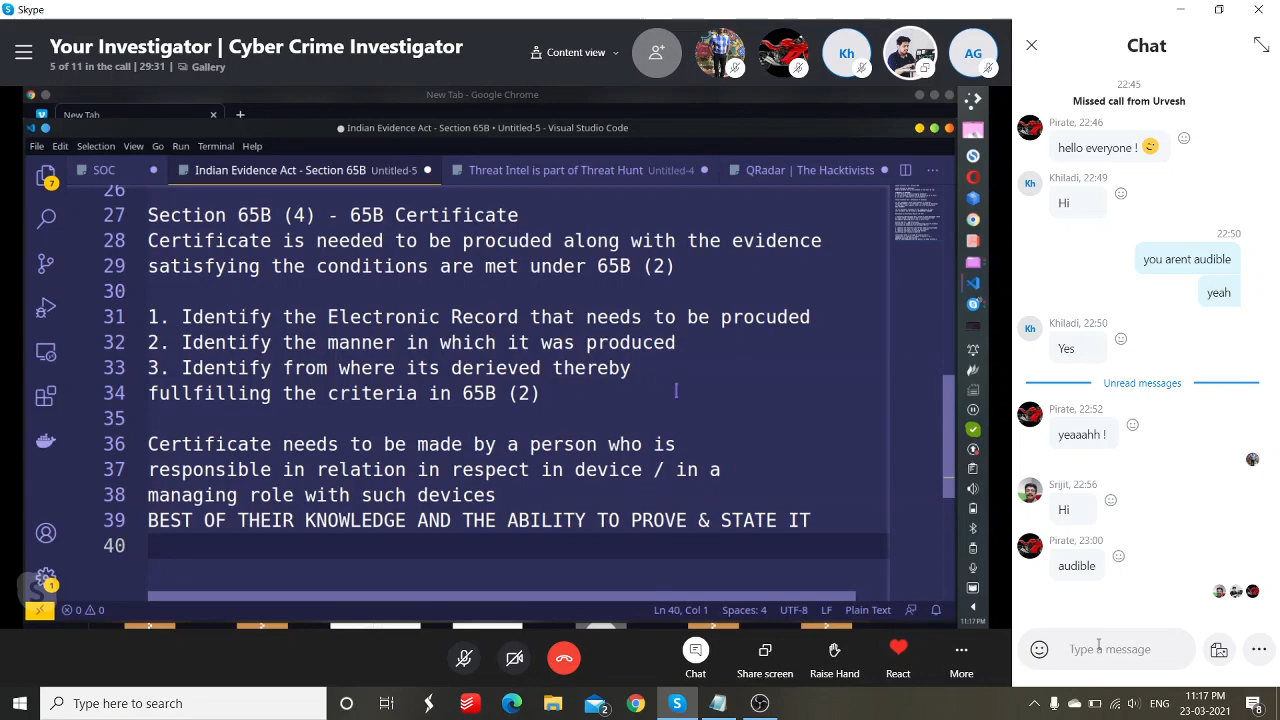 Skype
Your Investigator | Cyber Crime Investigator
5 of 11 in the call | 29:31 | Galle
Content view
Kh
AG
Chat
New Tab - Google Chrome
New Tab
Indian Evidence Act - Section 65B • Untitled-5 - Visual Studio Code
File Edit Selection View Go Run Terminal Help
SOC
Indian Evidence Act - Section 65B Untitled-5
Threat Intel is part of Threat Hunt Untitled-4
QRadar | The Hacktivists
7
26
27 Section 65B (4) - 65B Certificate
28 Certificate is needed to be procuded along with the evidence
29 satisfying the conditions are met under 65B (2)
30
31 1. Identify the Electronic Record that needs to be procuded
32 2. Identify the manner in which it was produced
33 3. Identify from where its derieved thereby
34 fullfilling the criteria in 65B (2)
35
36 Certificate needs to be made by a person who is
37 responsible in relation in respect in device / in a
38 managing role with such devices
39 BEST OF THEIR KNOWLEDGE AND THE ABILITY TO PROVE & STATE IT
40
1
0 0
Ln 40, Col 1
Spaces: 4
UTF-8
LF
Plain Text
11:17 PM
Chat
Share screen
Raise Hand
React
More
22:45
Missed call from Urvesh
Pirate, 22:46
hello everyone !
Kh
Khiladi, 22:49
Hi
22:50
you arent audible
yeah
Kh
Khiladi, 22:50
Yes
Unread messages
Pirate, 22:52
yeaaahh !
Srijit, 22:56
Hi
Pirate, 23:00
audible
Type a message
Type here to search
2
ENG
11:17 PM
23-03-2021
8